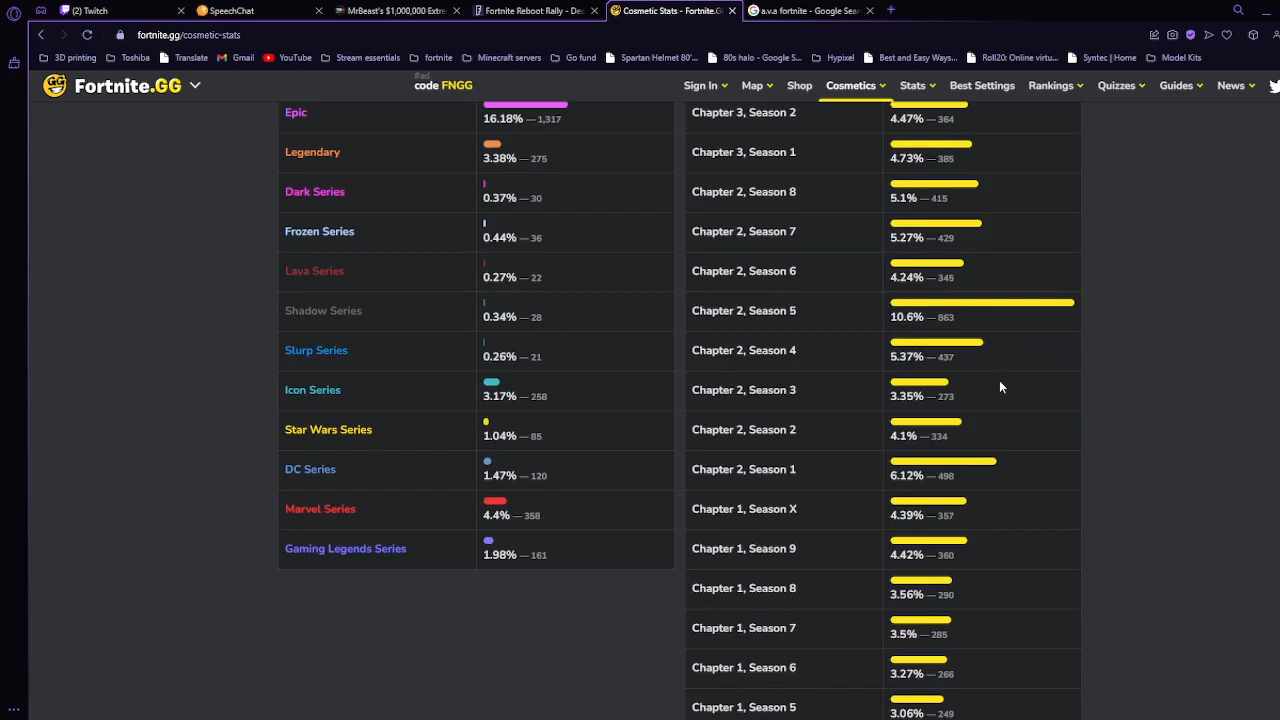 Twitch
SpeechChat
MrBeast's $1,000,000 Extre
Fortnite Reboot Rally - Dec
Cosmetic Stats - Fortnite.G
a.v.a fortnite - Google Sear
fortnite.gg/cosmetic-stats
3D printing
Toshiba
Translate
Gmail
YouTube
Stream essentials
fortnite
Minecraft servers
Go fund
Spartan Helmet 80'...
80s halo - Google S...
Hypixel
Best and Easy Ways...
Roll20: Online virtu...
Syntec | Home
Model Kits
Fortnite.GG
#ad
code FNGG
Sign In
Map
Shop
Cosmetics
Stats
Best Settings
Rankings
Quizzes
Guides
News
Epic
16.18% — 1,317
Legendary
3.38% — 275
Dark Series
0.37% — 30
Frozen Series
0.44% — 36
Lava Series
0.27% — 22
Shadow Series
0.34% — 28
Slurp Series
0.26% — 21
Icon Series
3.17% — 258
Star Wars Series
1.04% — 85
DC Series
1.47% — 120
Marvel Series
4.4% — 358
Gaming Legends Series
1.98% — 161
Chapter 3, Season 2
4.47% — 364
Chapter 3, Season 1
4.73% — 385
Chapter 2, Season 8
5.1% — 415
Chapter 2, Season 7
5.27% — 429
Chapter 2, Season 6
4.24% — 345
Chapter 2, Season 5
10.6% — 863
Chapter 2, Season 4
5.37% — 437
Chapter 2, Season 3
3.35% — 273
Chapter 2, Season 2
4.1% — 334
Chapter 2, Season 1
6.12% — 498
Chapter 1, Season X
4.39% — 357
Chapter 1, Season 9
4.42% — 360
Chapter 1, Season 8
3.56% — 290
Chapter 1, Season 7
3.5% — 285
Chapter 1, Season 6
3.27% — 266
Chapter 1, Season 5
3.06% — 249